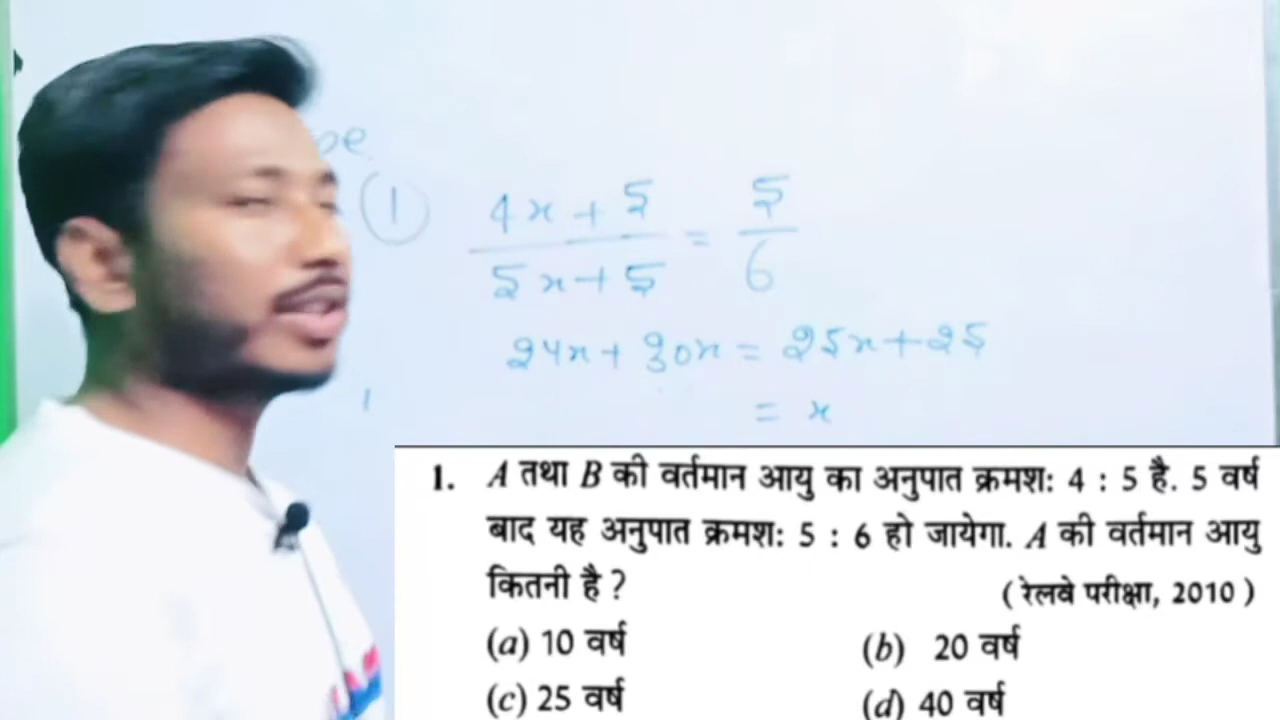 pe
① 4x + 5 / 5x + 5 = 5 / 6
24x + 30x = 25x + 25
= x
1. A तथा B की वर्तमान आयु का अनुपात क्रमश: 4 : 5 है. 5 वर्ष
बाद यह अनुपात क्रमश: 5 : 6 हो जायेगा. A की वर्तमान आयु
कितनी है ?
( रेलवे परीक्षा, 2010 )
(a) 10 वर्ष (b) 20 वर्ष
(c) 25 वर्ष (d) 40 वर्ष